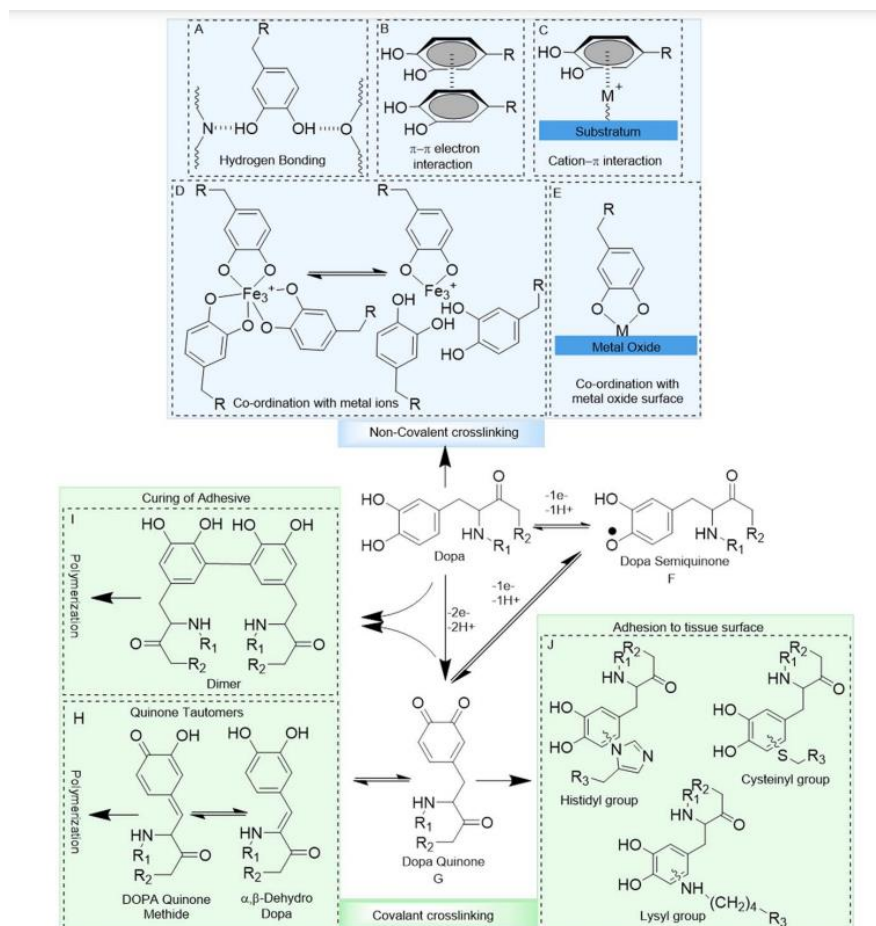 A
R
N
HO
OH
O
Hydrogen Bonding
B
HO
HO
R
HO
HO
R
π-π electron
interaction
C
HO
HO
R
M+
Substratum
Cation-π interaction
D
R
O
O
Fe3+
O
O
O
O
R
R
R
O
O
Fe3+
OH
OH
R
HO
HO
R
Co-ordination with metal ions
E
R
O
O
M
Metal Oxide
Co-ordination with
metal oxide surface
Non-Covalent crosslinking
HO
HO
O
HN
R2
R1
Dopa
-1e-
-1H+
HO
O
O
HN
R2
R1
Dopa Semiquinone
F
-2e-
-2H+
-1e-
-1H+
Curing of Adhesive
I
HO
OH
HO
OH
NH
R1
O
R2
HN
R1
O
R2
Dimer
Polymerization
H
Quinone Tautomers
O
OH
HN
R1
O
R2
DOPA Quinone
Methide
HO
OH
HN
R1
O
R2
α,β-Dehydro
Dopa
Polymerization
O
O
HN
R1
O
R2
Dopa Quinone
G
Adhesion to tissue surface
J
R2
R1
HN
O
HO
HO
N
N
R3
Histidyl group
R2
R1
HN
O
HO
HO
S
R3
Cysteinyl group
R2
R1
HN
O
HO
HO
NH
(CH2)4
R3
Lysyl group
Covalant crosslinking